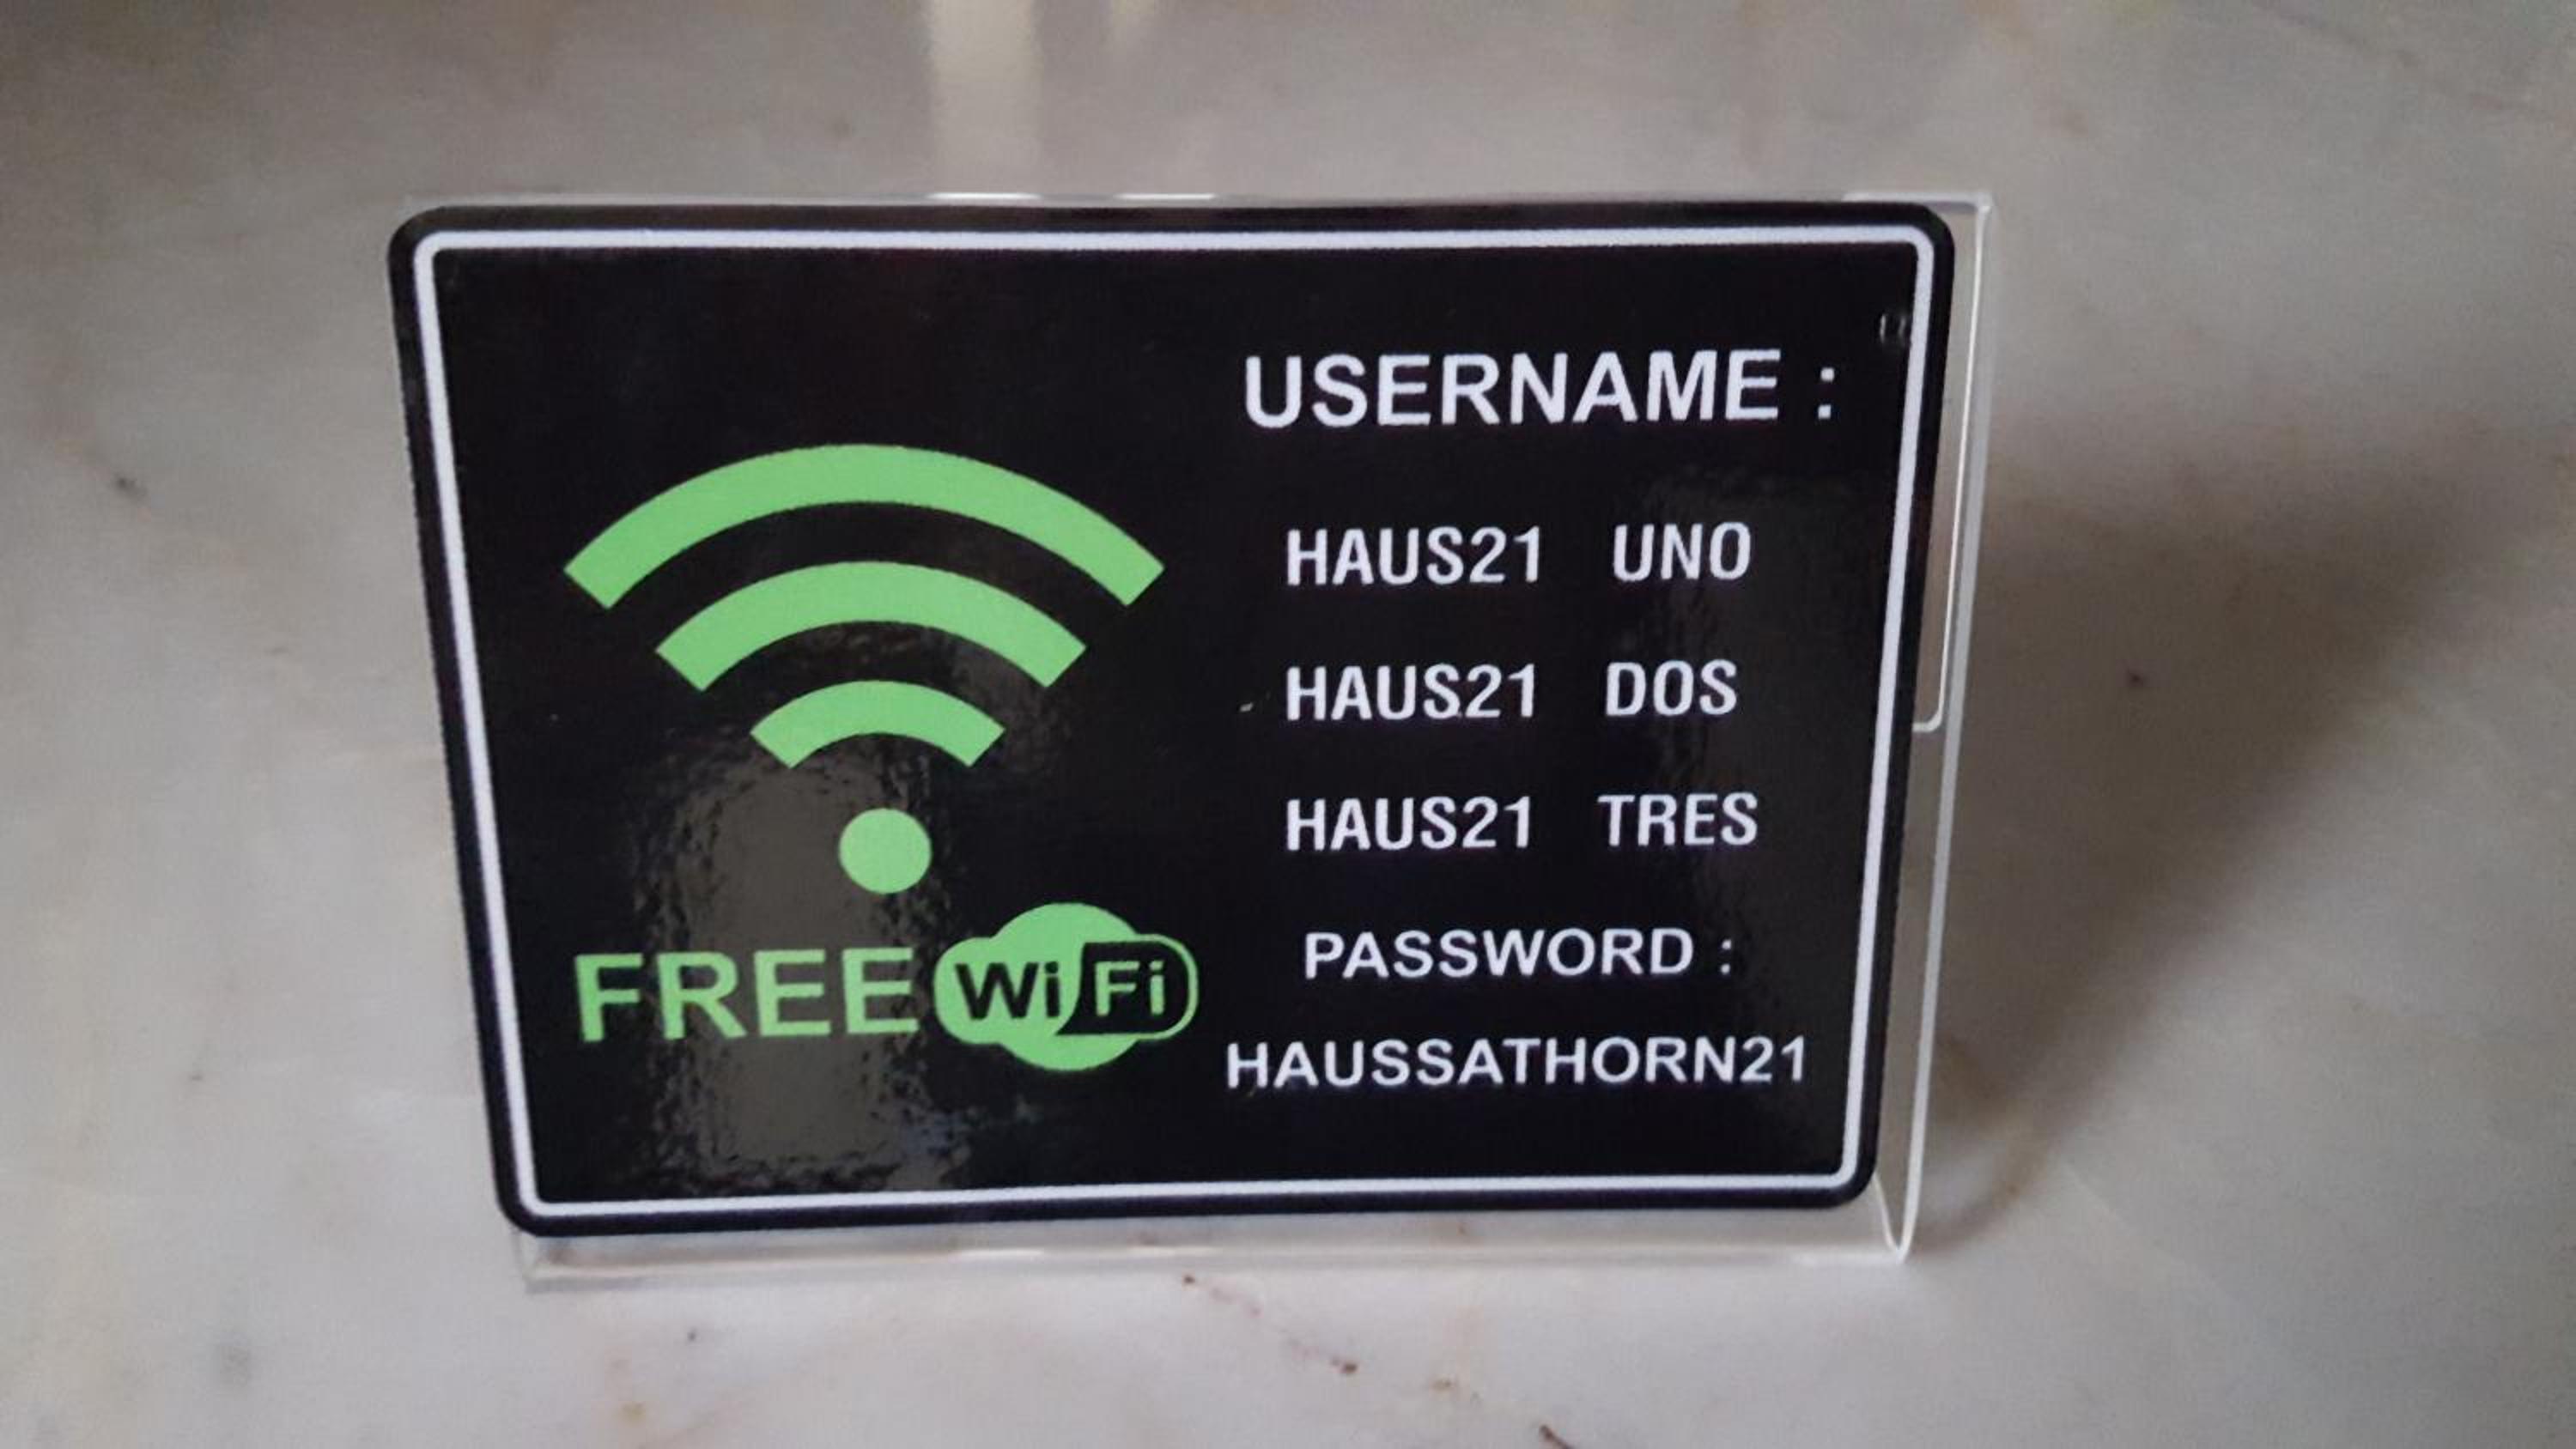 FREE WiFi
USERNAME :
HAUS21 UNO
HAUS21 DOS
HAUS21 TRES
PASSWORD :
HAUSSATHORN21